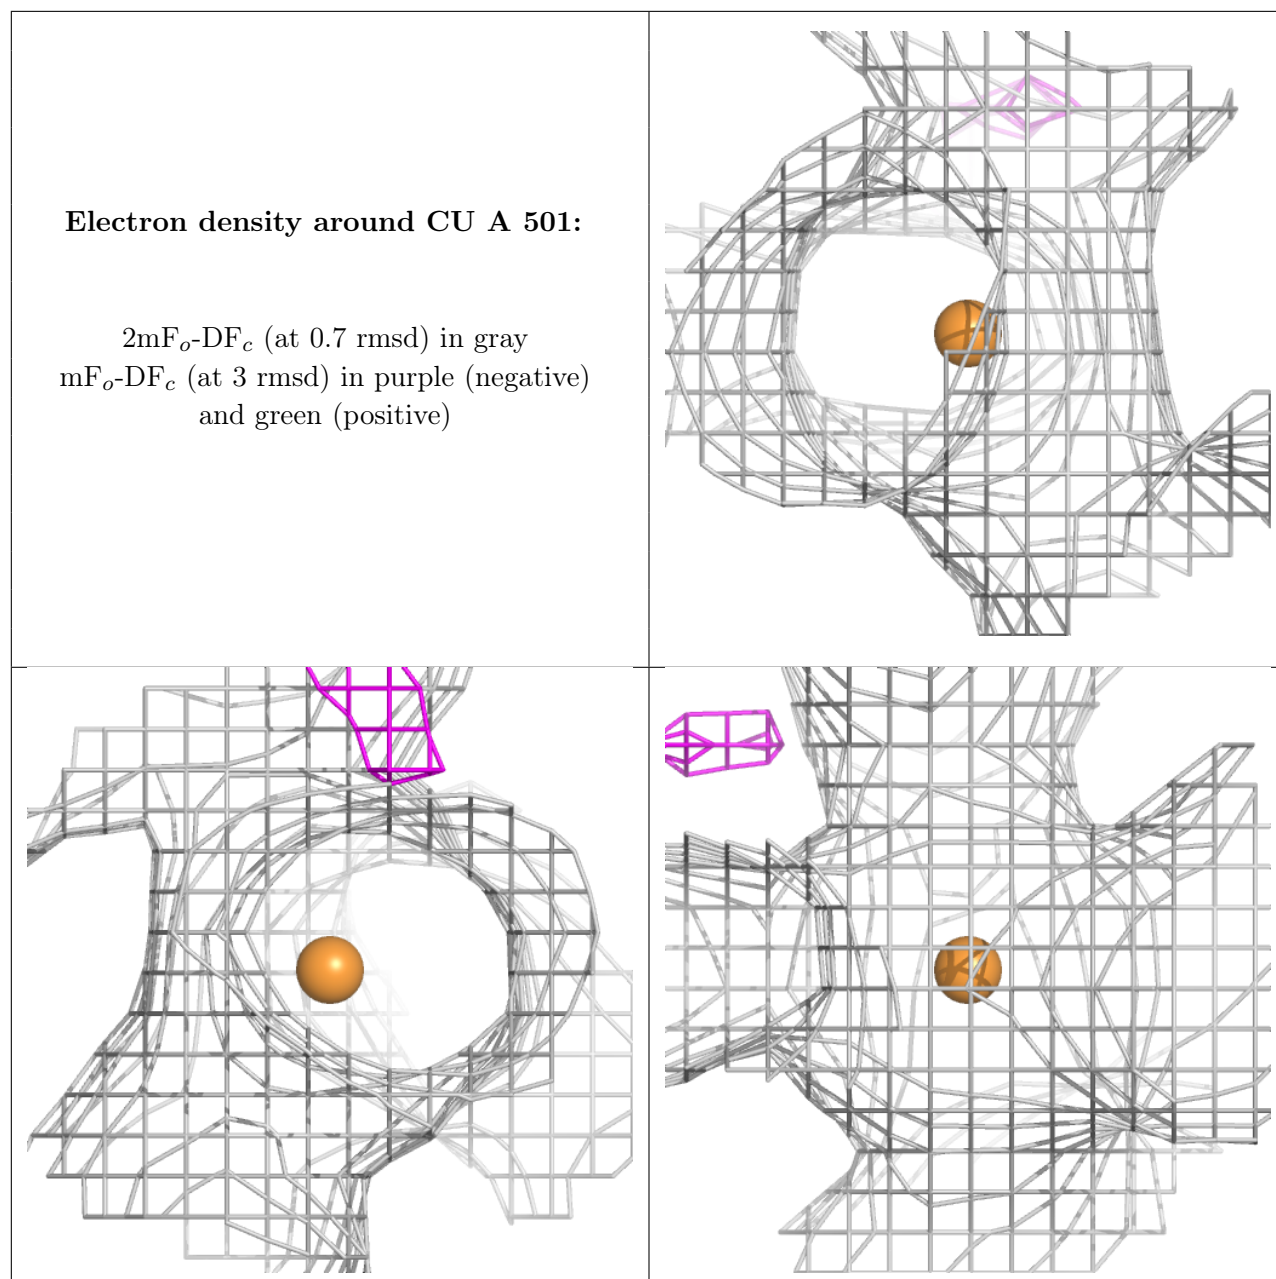 Electron density around CU A 501:
2mFo-DFc (at 0.7 rmsd) in gray
mFo-DFc (at 3 rmsd) in purple (negative)
and green (positive)